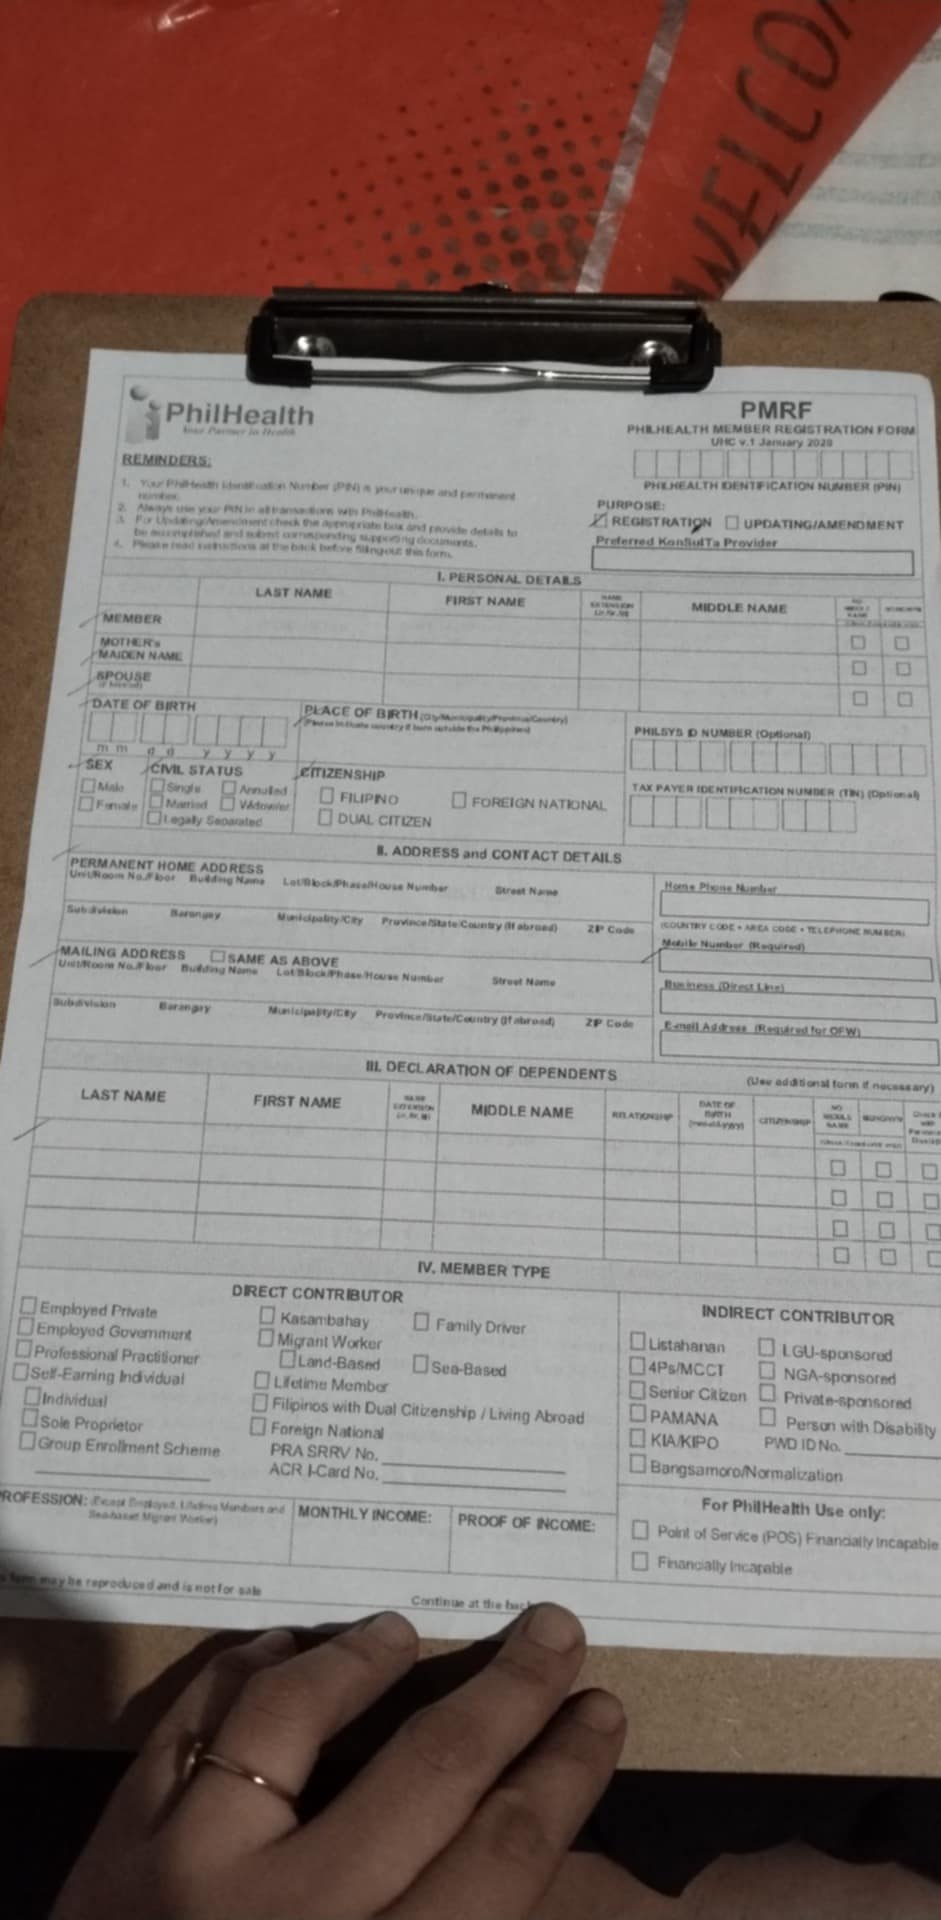 WELCO
PhilHealth
Your Partner in Health
PMRF
PHILHEALTH MEMBER REGISTRATION FORM
UHC v.1 January 2020
REMINDERS:
1. Your PhilHealth Identification Number (PIN) is your unique and permanent
number.
2. Always use your PIN in all transactions with PhilHealth.
3. For Updating/Amendment check the appropriate box and provide details to
be accomplished and submit corresponding supporting documents.
4. Please read instructions at the back before filling-out this form.
PHILHEALTH IDENTIFICATION NUMBER (PIN)
PURPOSE:
REGISTRATION UPDATING/AMENDMENT
Preferred KonSulTa Provider
I. PERSONAL DETAILS
LAST NAME FIRST NAME NAME EXTENSION (Jr./Sr./III) MIDDLE NAME NO MIDDLE NAME MONONYM
MEMBER
MOTHER's
MAIDEN NAME
SPOUSE
(If Married)
DATE OF BIRTH
m m d d y y y y
PLACE OF BIRTH (City/Municipality/Province/Country)
(Please indicate country if born outside the Philippines)
PHILSYS ID NUMBER (Optional)
SEX CIVIL STATUS CITIZENSHIP
Male Single Annulled FILIPINO FOREIGN NATIONAL
Female Married Widow/er DUAL CITIZEN
Legally Separated
TAX PAYER IDENTIFICATION NUMBER (TIN) (Optional)
II. ADDRESS and CONTACT DETAILS
PERMANENT HOME ADDRESS
Unit/Room No./Floor Building Name Lot/Block/Phase/House Number Street Name
Subdivision Barangay Municipality/City Province/State/Country (If abroad) ZIP Code
Home Phone Number
(COUNTRY CODE + AREA CODE + TELEPHONE NUMBER)
MAILING ADDRESS SAME AS ABOVE
Unit/Room No./Floor Building Name Lot/Block/Phase/House Number Street Name
Subdivision Barangay Municipality/City Province/State/Country (If abroad) ZIP Code
Mobile Number (Required)
Business (Direct Line)
E-mail Address (Required for OFW)
III. DECLARATION OF DEPENDENTS
(Use additional form if necessary)
LAST NAME FIRST NAME NAME EXTENSION (Jr./Sr./III) MIDDLE NAME RELATIONSHIP DATE OF BIRTH (mm-dd-yyyy) CITIZENSHIP NO MIDDLE NAME MONONYM
IV. MEMBER TYPE
DIRECT CONTRIBUTOR
Employed Private Kasambahay Family Driver
Employed Government Migrant Worker
Professional Practitioner Land-Based Sea-Based
Self-Earning Individual Lifetime Member
Individual Filipinos with Dual Citizenship / Living Abroad
Sole Proprietor Foreign National
Group Enrollment Scheme PRA SRRV No.
ACR I-Card No.
INDIRECT CONTRIBUTOR
Listahanan LGU-sponsored
4Ps/MCCT NGA-sponsored
Senior Citizen Private-sponsored
PAMANA Person with Disability
KIA/KIPO PWD ID No.
Bangsamoro/Normalization
PROFESSION: (Except Employed, Lifetime Members and
Sea-based Migrant Worker)
MONTHLY INCOME: PROOF OF INCOME:
For PhilHealth Use only:
Point of Service (POS) Financially Incapable
Financially Incapable
form may be reproduced and is not for sale
Continue at the back